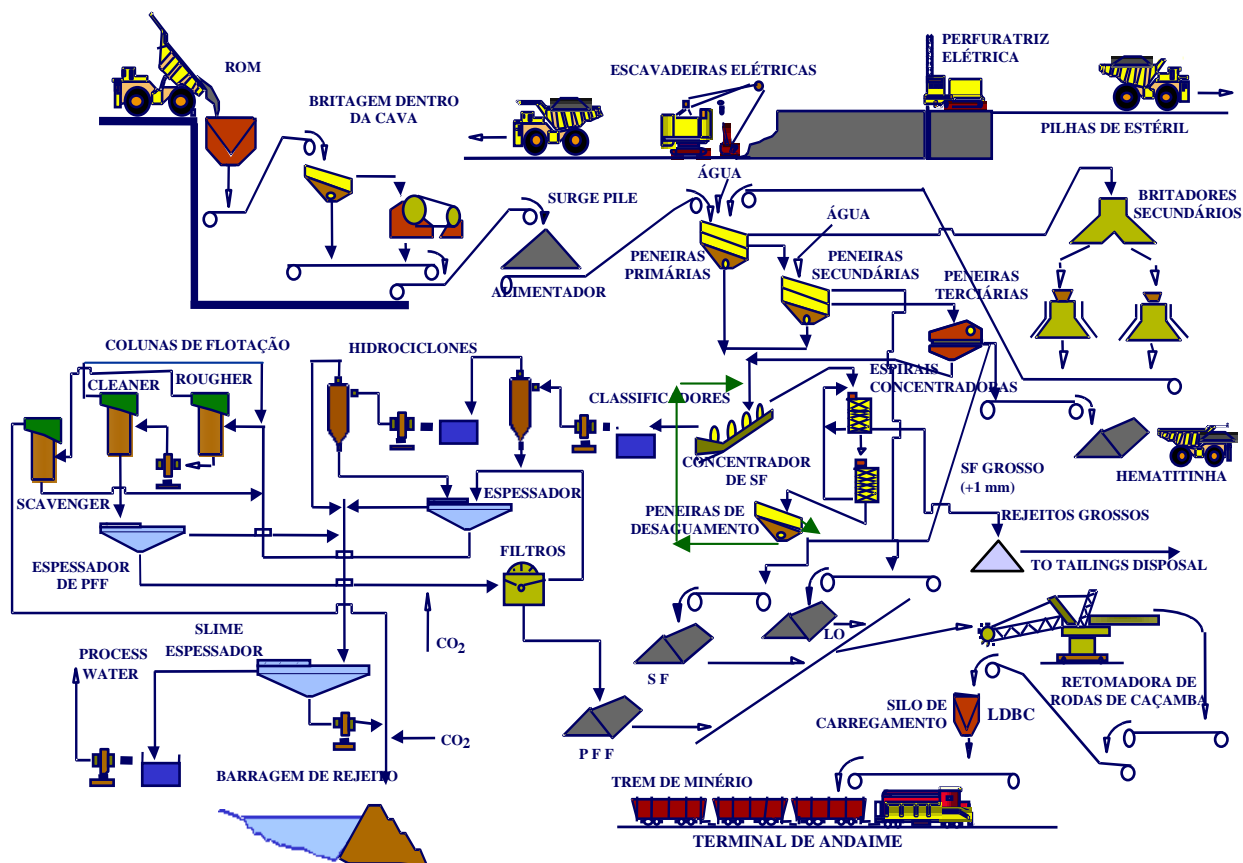 ROM
BRITAGEM DENTRO
DA CAVA
ESCAVADEIRAS ELÉTRICAS
PERFURATRIZ
ELÉTRICA
PILHAS DE ESTÉRIL
ÁGUA
SURGE PILE
ALIMENTADOR
PENEIRAS
PRIMÁRIAS
ÁGUA
PENEIRAS
SECUNDÁRIAS
PENEIRAS
TERCIÁRIAS
BRITADORES
SECUNDÁRIOS
COLUNAS DE FLOTAÇÃO
CLEANER
ROUGHER
SCAVENGER
HIDROCICLONES
CLASSIFICADORES
ESPIRAIS
CONCENTRADORAS
CONCENTRADOR
DE SF
HEMATITINHA
SF GROSSO
(+1 mm)
ESPESSADOR
PENEIRAS DE
DESAGUAMENTO
REJEITOS GROSSOS
TO TAILINGS DISPOSAL
ESPESSADOR
DE PFF
FILTROS
CO2
LO
S F
P F F
SLIME
ESPESSADOR
PROCESS
WATER
CO2
RETOMADORA DE
RODAS DE CAÇAMBA
SILO DE
CARREGAMENTO
LDBC
BARRAGEM DE REJEITO
TREM DE MINÉRIO
TERMINAL DE ANDAIME